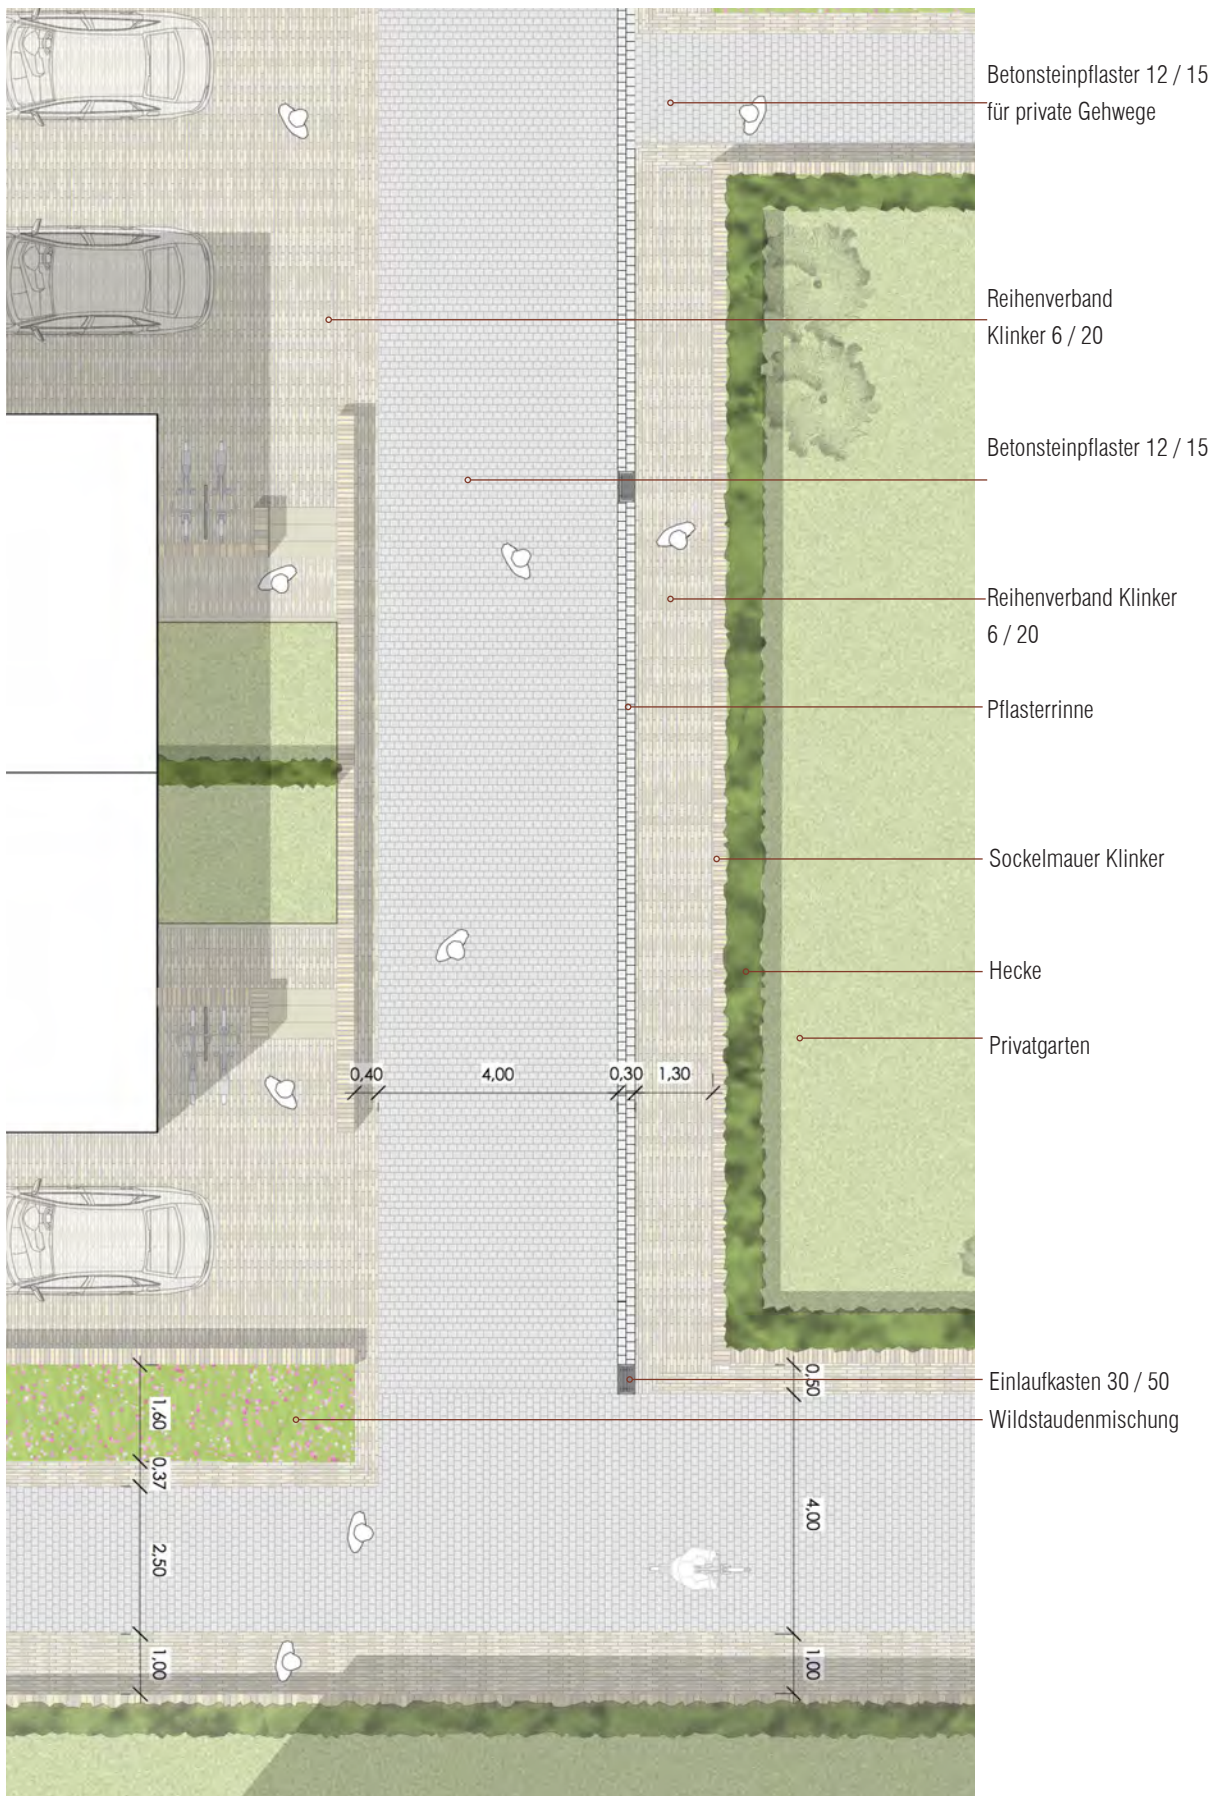 Betonsteinpflaster 12 / 15
für private Gehwege
Reihenverband
Klinker 6 / 20
Betonsteinpflaster 12 / 15
Reihenverband Klinker
6 / 20
Pflasterrinne
Sockelmauer Klinker
Hecke
Privatgarten
0,40 4,00 0,30 1,30
Einlaufkasten 30 / 50
Wildstaudenmischung
1,60
0,37
2,50
1,00
0,50
4,00
1,00